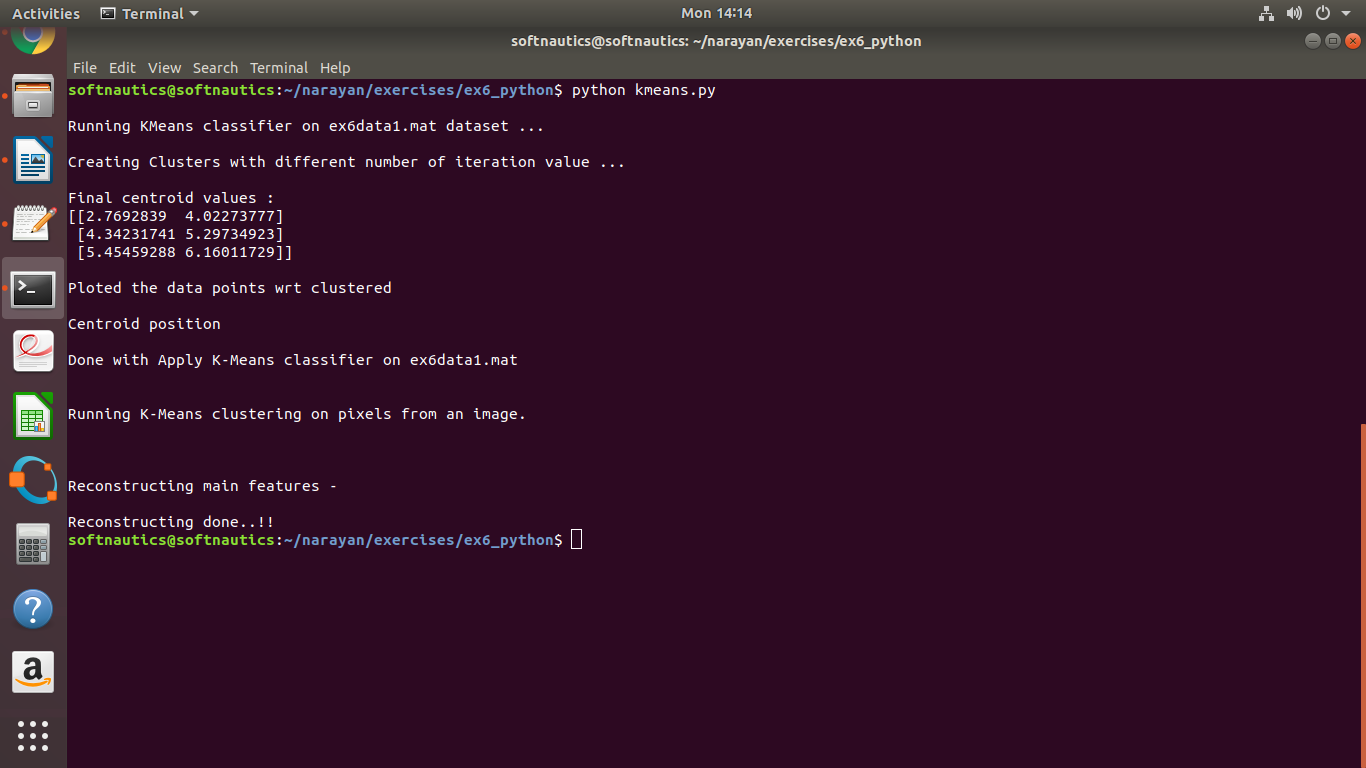 Activities Terminal Mon 14:14
softnautics@softnautics: ~/narayan/exercises/ex6_python
File Edit View Search Terminal Help
softnautics@softnautics:~/narayan/exercises/ex6_python$ python kmeans.py
Running KMeans classifier on ex6data1.mat dataset ...
Creating Clusters with different number of iteration value ...
Final centroid values :
[[2.7692839  4.02273777]
 [4.34231741 5.29734923]
 [5.45459288 6.16011729]]
Ploted the data points wrt clustered
Centroid position
Done with Apply K-Means classifier on ex6data1.mat
Running K-Means clustering on pixels from an image.
Reconstructing main features -
Reconstructing done..!!
softnautics@softnautics:~/narayan/exercises/ex6_python$